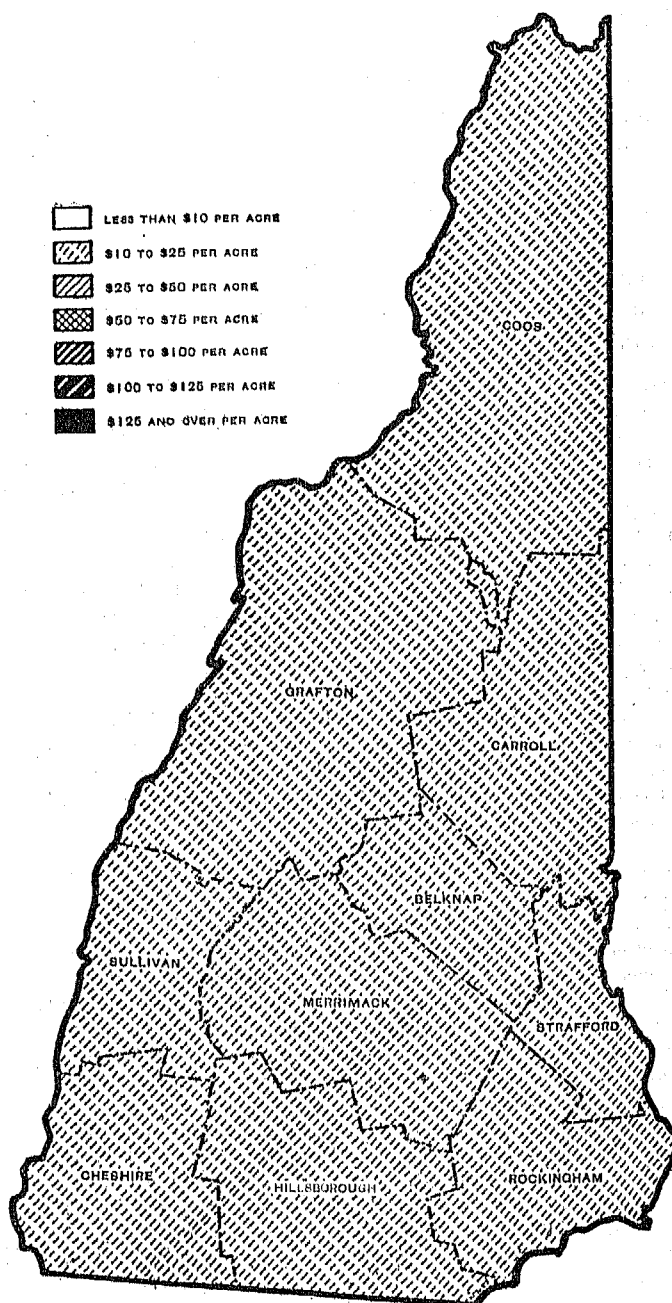 LESS THAN $10 PER ACRE
$10 TO $25 PER ACRE
$25 TO $50 PER ACRE
$50 TO $75 PER ACRE
$75 TO $100 PER ACRE
$100 TO $125 PER ACRE
$125 AND OVER PER ACRE
COOS
GRAFTON
CARROLL
BELKNAP
SULLIVAN
MERRIMACK
STRAFFORD
CHESHIRE
HILLSBOROUGH
ROCKINGHAM